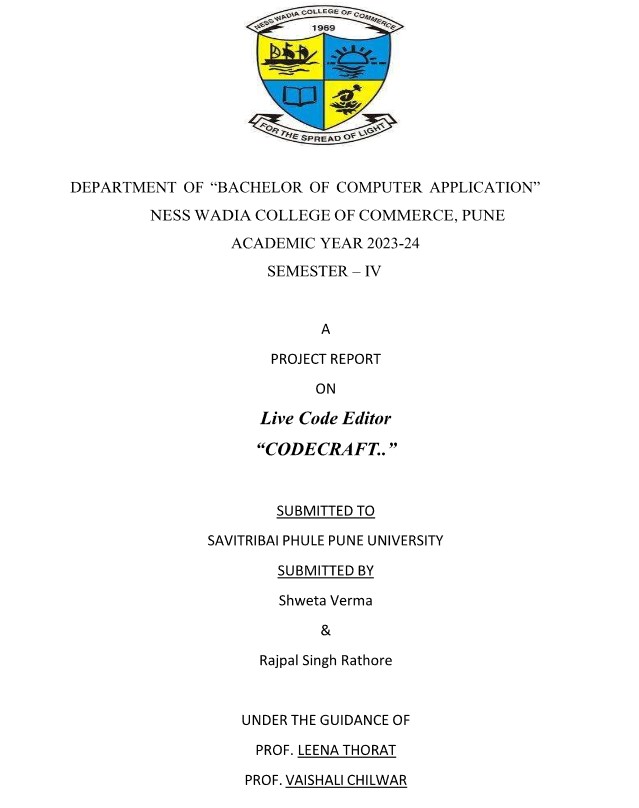 NESS WADIA COLLEGE OF COMMERCE
1969
FOR THE SPREAD OF LIGHT
DEPARTMENT OF “BACHELOR OF COMPUTER APPLICATION”
NESS WADIA COLLEGE OF COMMERCE, PUNE
ACADEMIC YEAR 2023-24
SEMESTER – IV
A
PROJECT REPORT
ON
Live Code Editor
“CODECRAFT..”
SUBMITTED TO
SAVITRIBAI PHULE PUNE UNIVERSITY
SUBMITTED BY
Shweta Verma
&
Rajpal Singh Rathore
UNDER THE GUIDANCE OF
PROF. LEENA THORAT
PROF. VAISHALI CHILWAR